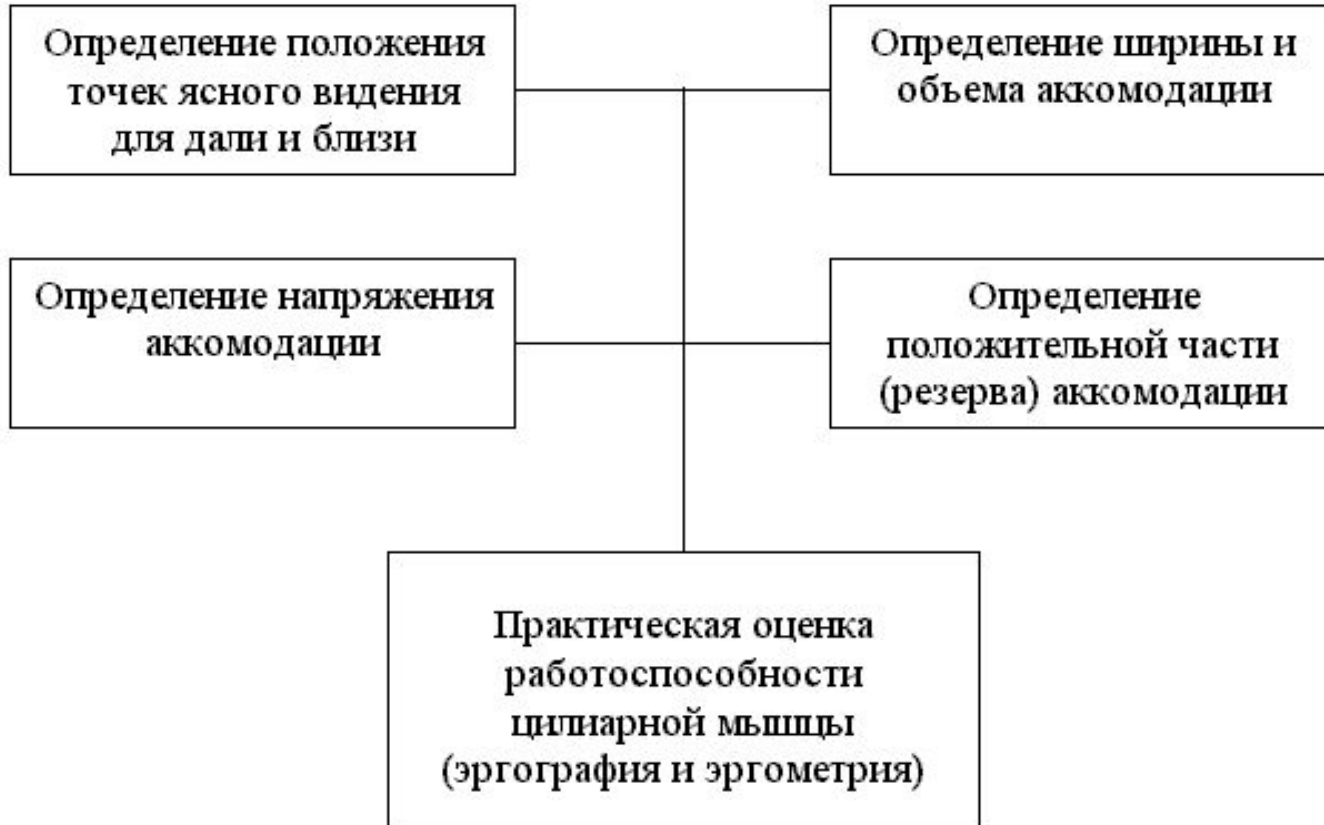 Определение положения
точек ясного видения
для дали и близи
Определение ширины и
обьема аккомодации
Определение напряжения
аккомодации
Определение
положительной части
(резерва) аккомодации
Практическая оценка
работоспособности
цилиарной мышцы
(эргография и эргометрия)